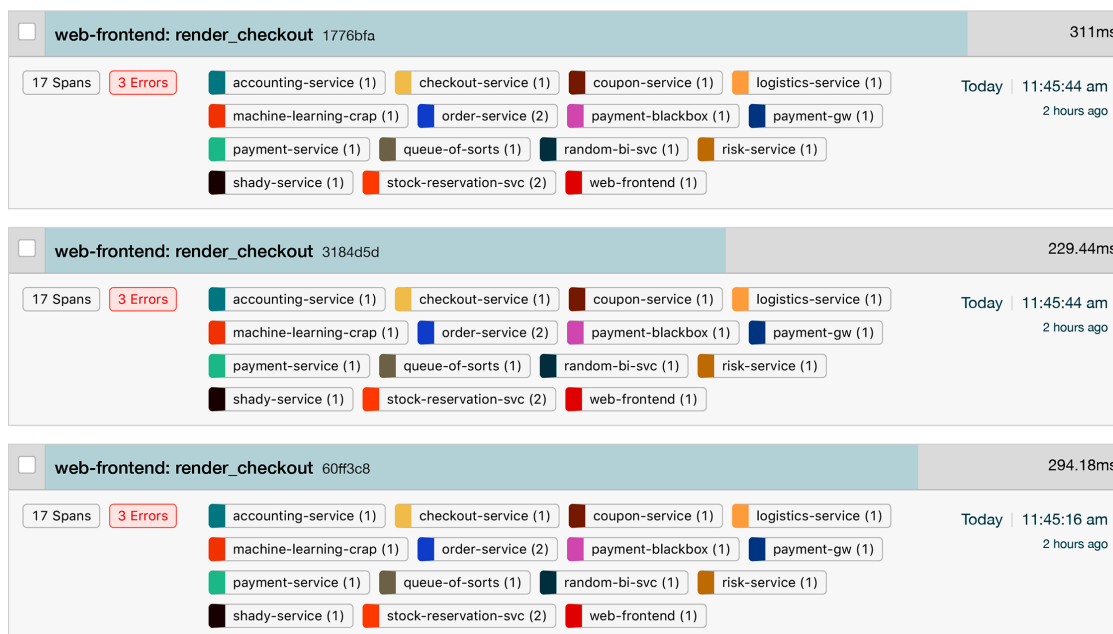 web-frontend: render_checkout 1776bfa 311ms
17 Spans 3 Errors accounting-service (1) checkout-service (1) coupon-service (1) logistics-service (1) Today 11:45:44 am
machine-learning-crap (1) order-service (2) payment-blackbox (1) payment-gw (1) 2 hours ago
payment-service (1) queue-of-sorts (1) random-bi-svc (1) risk-service (1)
shady-service (1) stock-reservation-svc (2) web-frontend (1)
web-frontend: render_checkout 3184d5d 229.44ms
17 Spans 3 Errors accounting-service (1) checkout-service (1) coupon-service (1) logistics-service (1) Today 11:45:44 am
machine-learning-crap (1) order-service (2) payment-blackbox (1) payment-gw (1) 2 hours ago
payment-service (1) queue-of-sorts (1) random-bi-svc (1) risk-service (1)
shady-service (1) stock-reservation-svc (2) web-frontend (1)
web-frontend: render_checkout 60ff3c8 294.18ms
17 Spans 3 Errors accounting-service (1) checkout-service (1) coupon-service (1) logistics-service (1) Today 11:45:16 am
machine-learning-crap (1) order-service (2) payment-blackbox (1) payment-gw (1) 2 hours ago
payment-service (1) queue-of-sorts (1) random-bi-svc (1) risk-service (1)
shady-service (1) stock-reservation-svc (2) web-frontend (1)